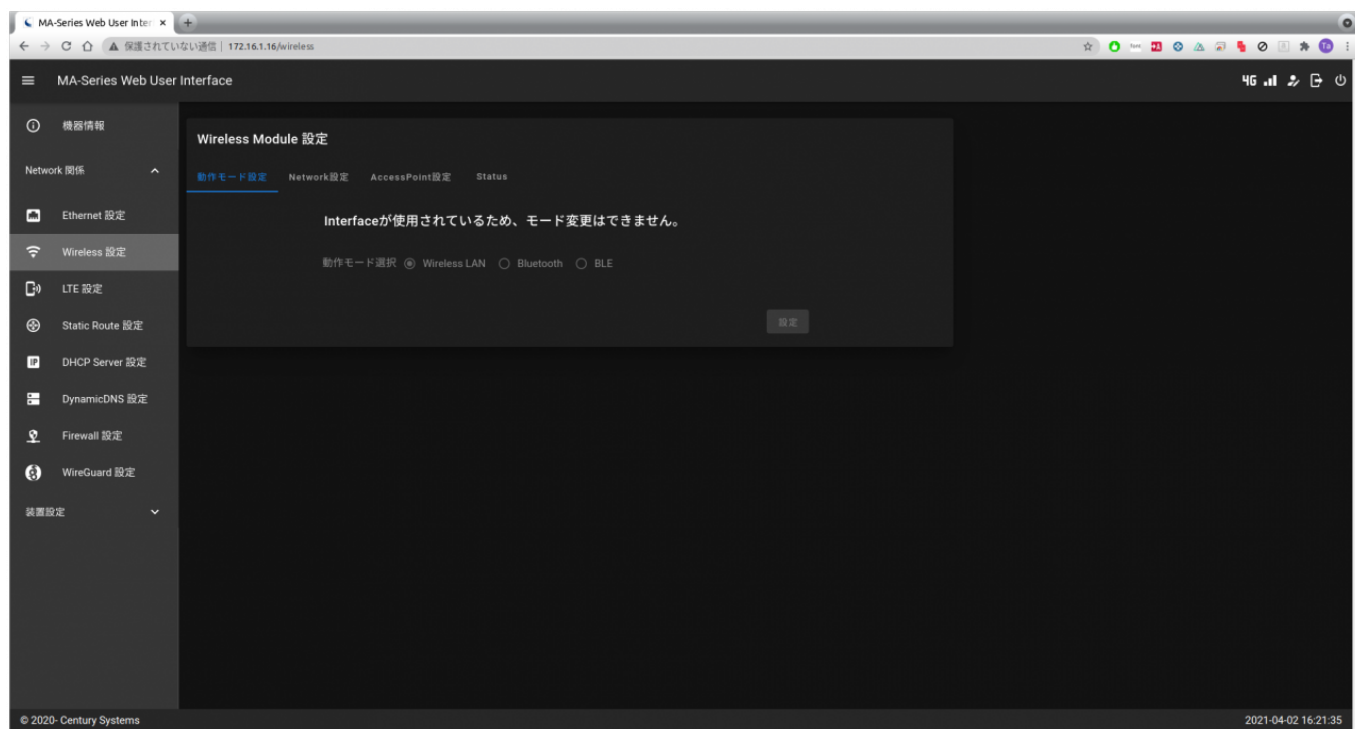 MA-Series Web User Inter
保護されていない通信 | 172.16.1.16/wireless
MA-Series Web User Interface
4G
機器情報
Network 関係
Ethernet 設定
Wireless 設定
LTE 設定
Static Route 設定
IP DHCP Server 設定
DynamicDNS 設定
Firewall 設定
WireGuard 設定
装置設定
Wireless Module 設定
動作モード設定 Network設定 AccessPoint設定 Status
Interfaceが使用されているため、モード変更はできません。
動作モード選択 Wireless LAN Bluetooth BLE
設定
© 2020- Century Systems
2021-04-02 16:21:35